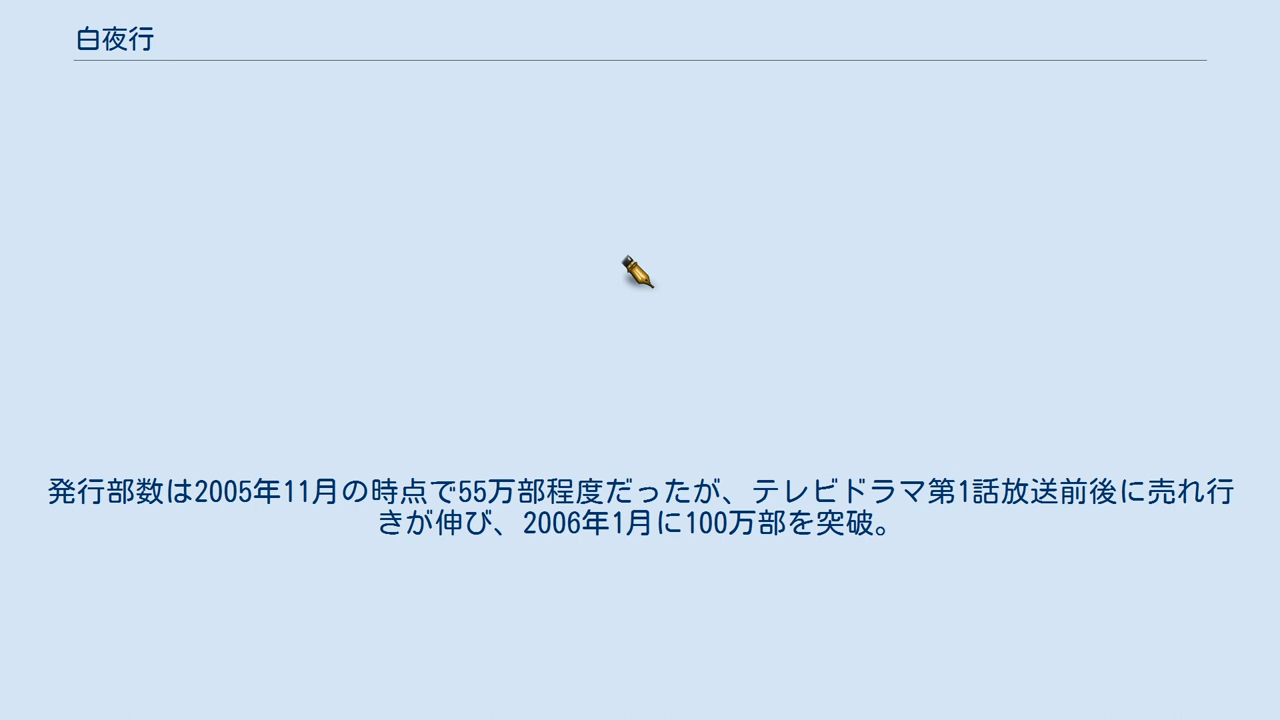 白夜行
発行部数は2005年11月の時点で55万部程度だったが、テレビドラマ第1話放送前後に売れ行
きが伸び、2006年1月に100万部を突破。